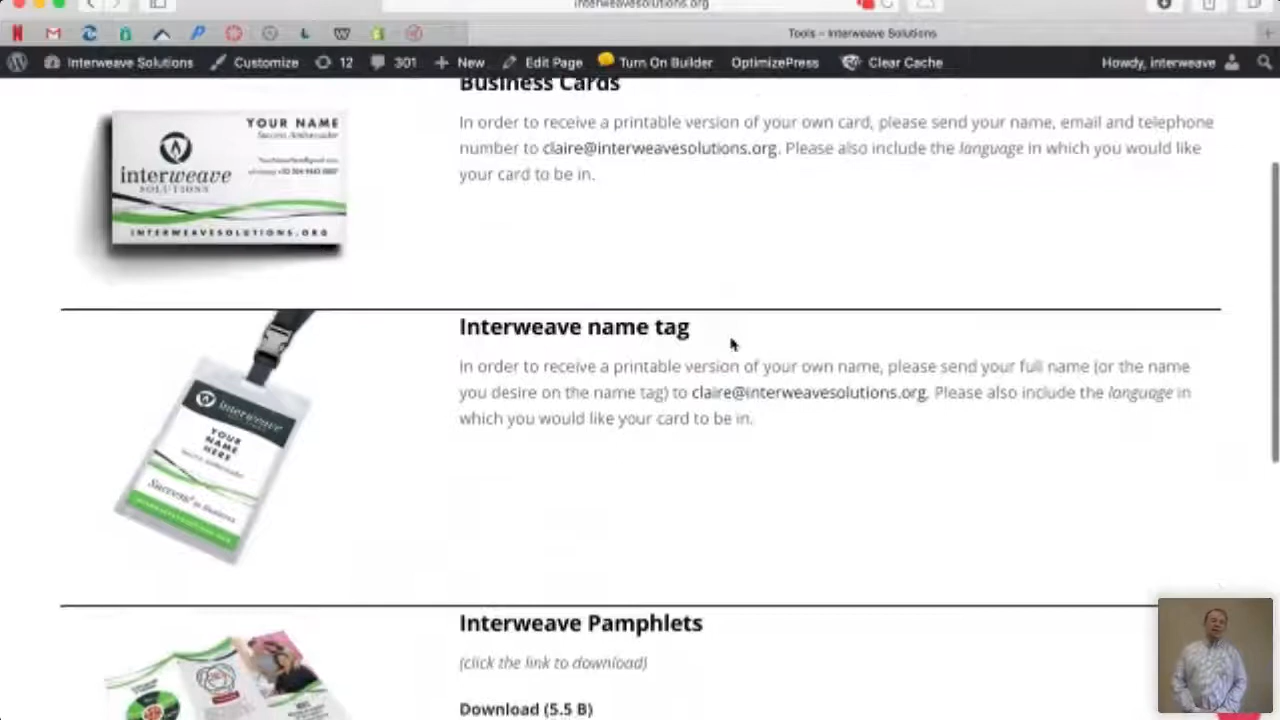 interweavesolutions.org
Tools – Interweave Solutions
Interweave Solutions
Customize
12
301
New
Edit Page
Turn On Builder
OptimizePress
Clear Cache
Howdy, interweave
Business Cards
In order to receive a printable version of your own card, please send your name, email and telephone
number to claire@interweavesolutions.org. Please also include the language in which you would like
your card to be in.
YOUR NAME
Success Ambassador
interweave
SOLUTIONS
INTERWEAVESOLUTIONS.ORG
Interweave name tag
In order to receive a printable version of your own name, please send your full name (or the name
you desire on the name tag) to claire@interweavesolutions.org. Please also include the language in
which you would like your card to be in.
interweave
YOUR
NAME
HERE
Success Ambassador
Interweave Pamphlets
(click the link to download)
Download (5.5 B)